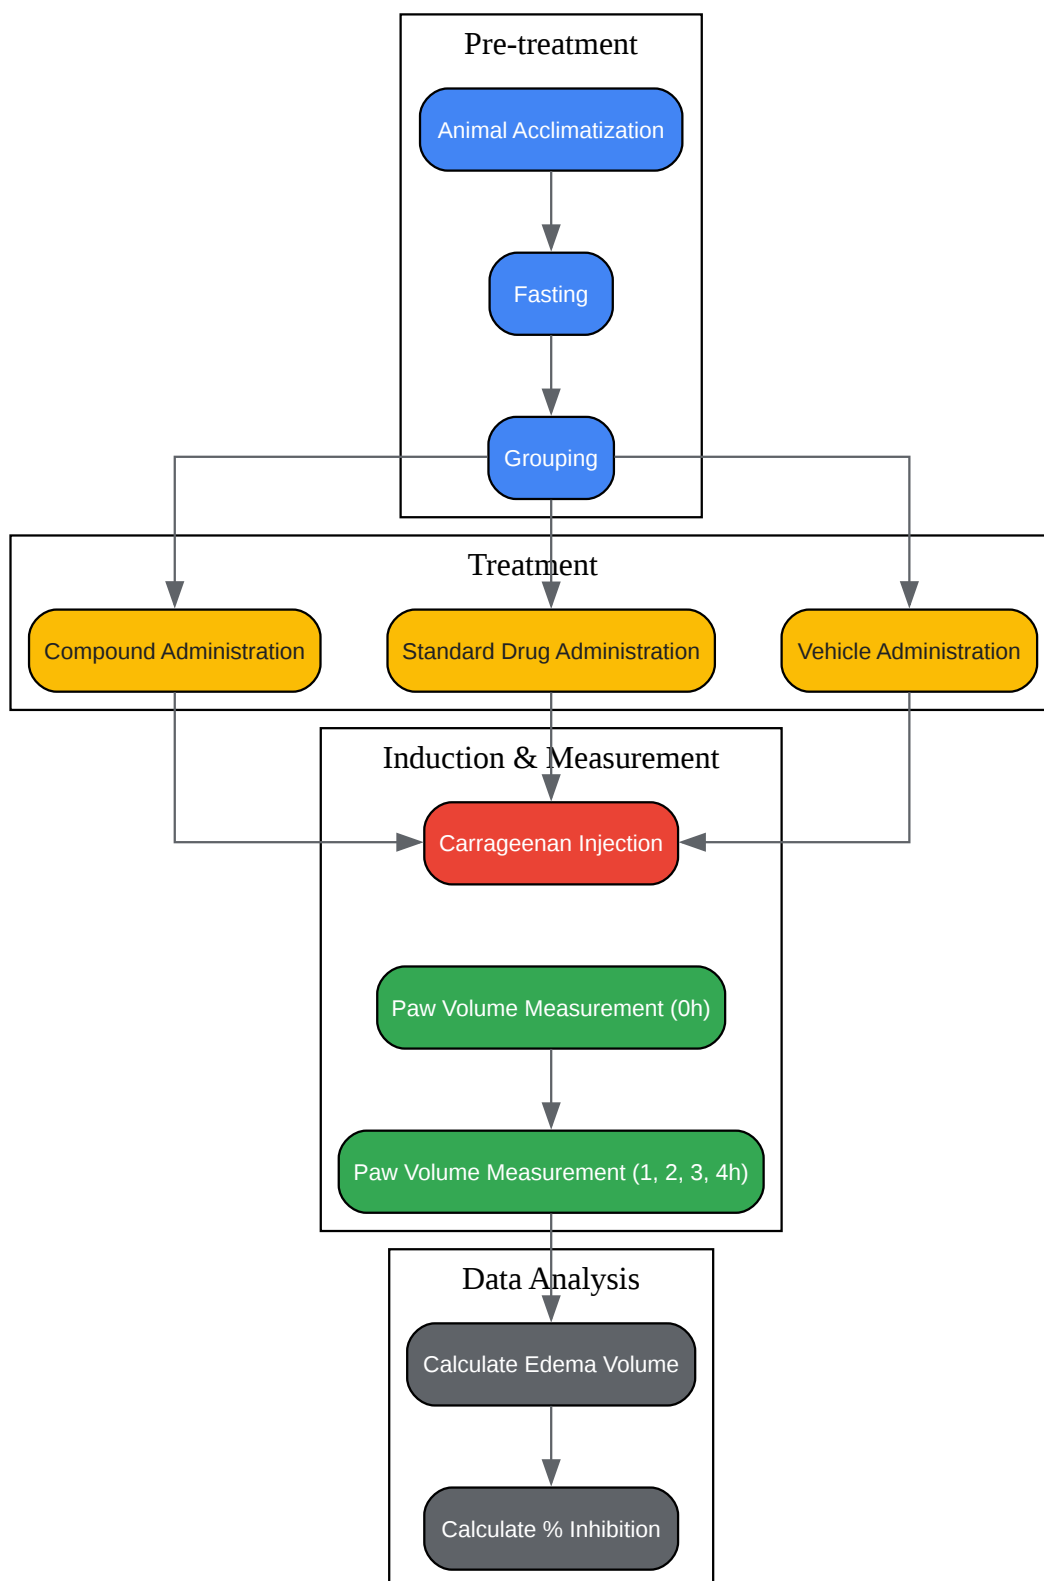 Pre-treatment
Animal Acclimatization
Fasting
Grouping
Treatment
Compound Administration
Standard Drug Administration
Vehicle Administration
Induction & Measurement
Carrageenan Injection
Paw Volume Measurement (0h)
Paw Volume Measurement (1, 2, 3, 4h)
Data Analysis
Calculate Edema Volume
Calculate % Inhibition